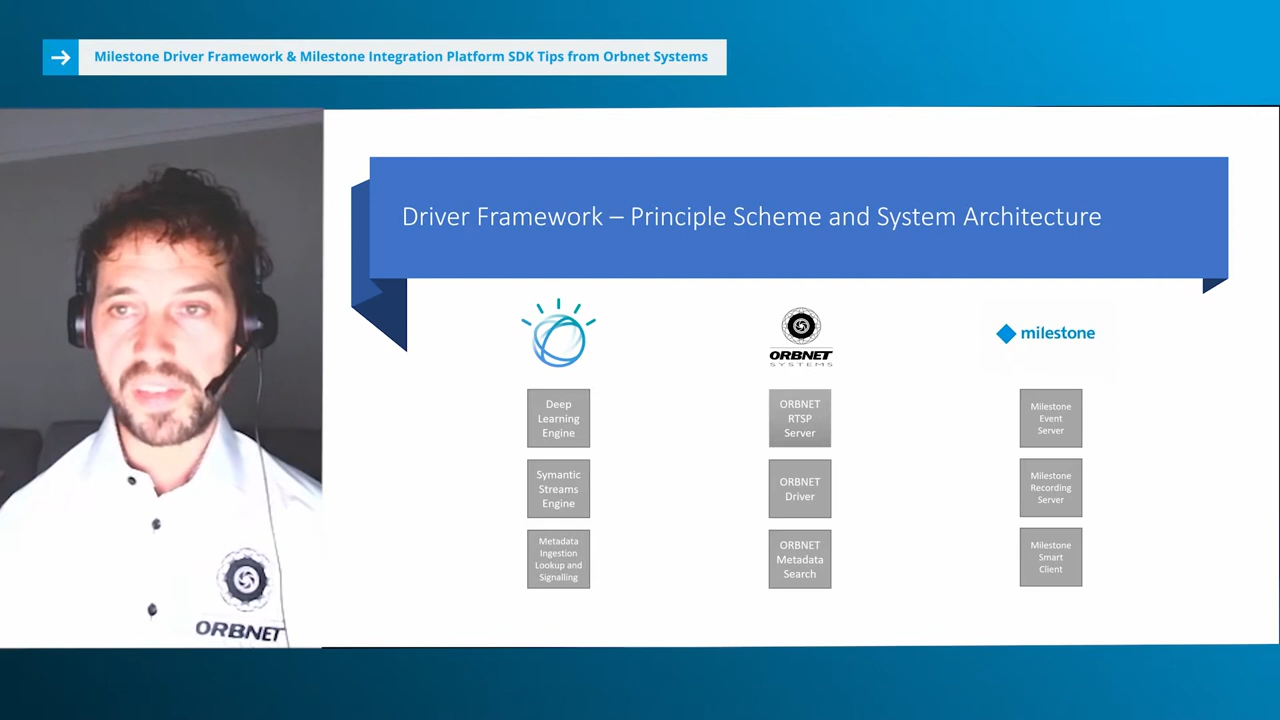 Milestone Driver Framework & Milestone Integration Platform SDK Tips from Orbnet Systems
Driver Framework – Principle Scheme and System Architecture
ORBNET
SYSTEMS
milestone
Deep
Learning
Engine
ORBNET
RTSP
Server
Milestone
Event
Server
Symantic
Streams
Engine
ORBNET
Driver
Milestone
Recording
Server
Metadata
Ingestion
Lookup and
Signalling
ORBNET
Metadata
Search
Milestone
Smart
Client
ORBNET